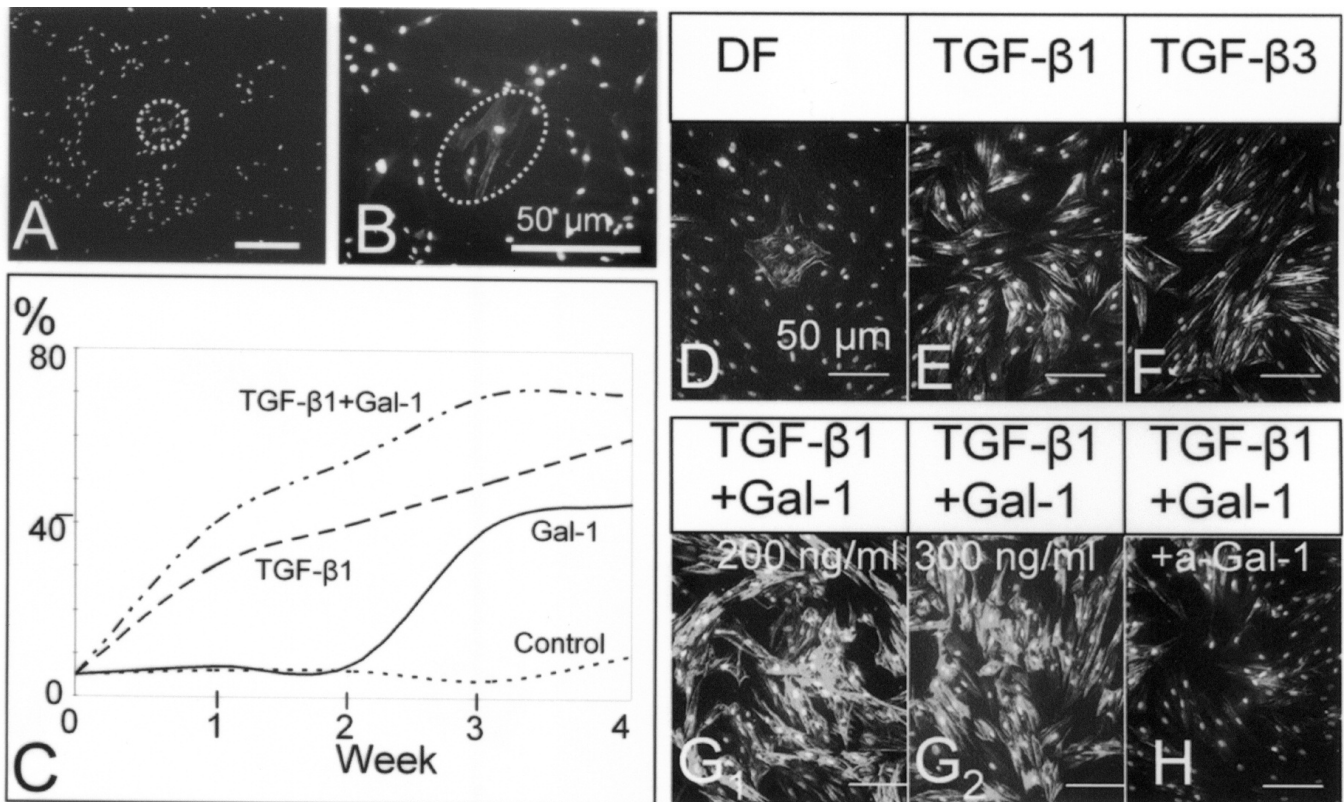 A
B
50 µm
%
80
40
0
TGF-β1+Gal-1
TGF-β1
Gal-1
Control
0 1 2 3 4
Week
C
DF TGF-β1 TGF-β3
50 µm
D E F
TGF-β1 TGF-β1 TGF-β1
+Gal-1 +Gal-1 +Gal-1
200 ng/ml 300 ng/ml +a-Gal-1
G1 G2 H